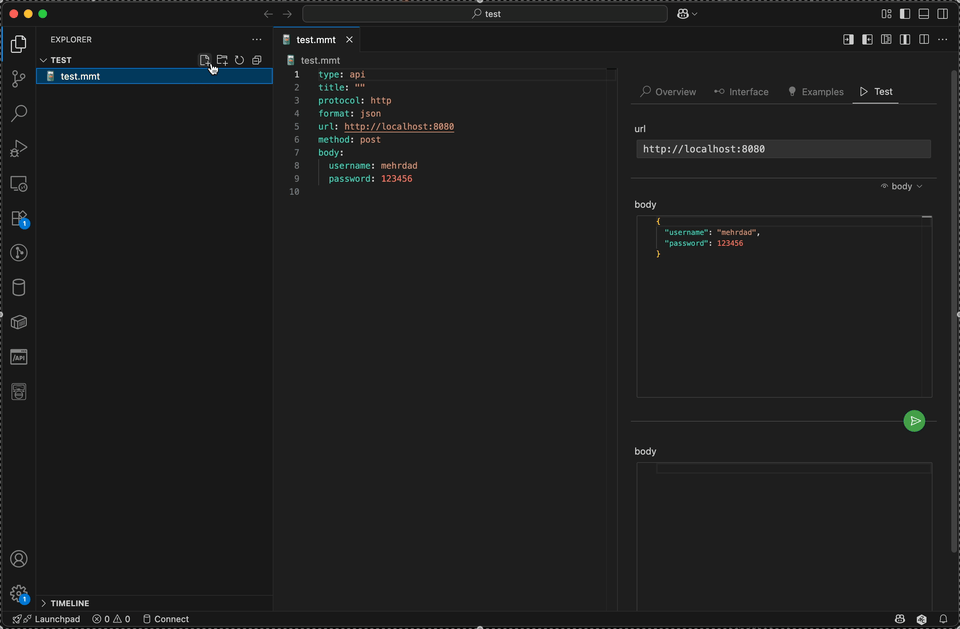 test
EXPLORER
TEST
test.mmt
TIMELINE
1
1
/API
test.mmt
test.mmt
1 type: api
2 title: ""
3 protocol: http
4 format: json
5 url: http://localhost:8080
6 method: post
7 body:
8 username: mehrdad
9 password: 123456
10
Overview Interface Examples Test
url
http://localhost:8080
body
body
{
"username": "mehrdad",
"password": 123456
}
body
Launchpad 0 0 Connect